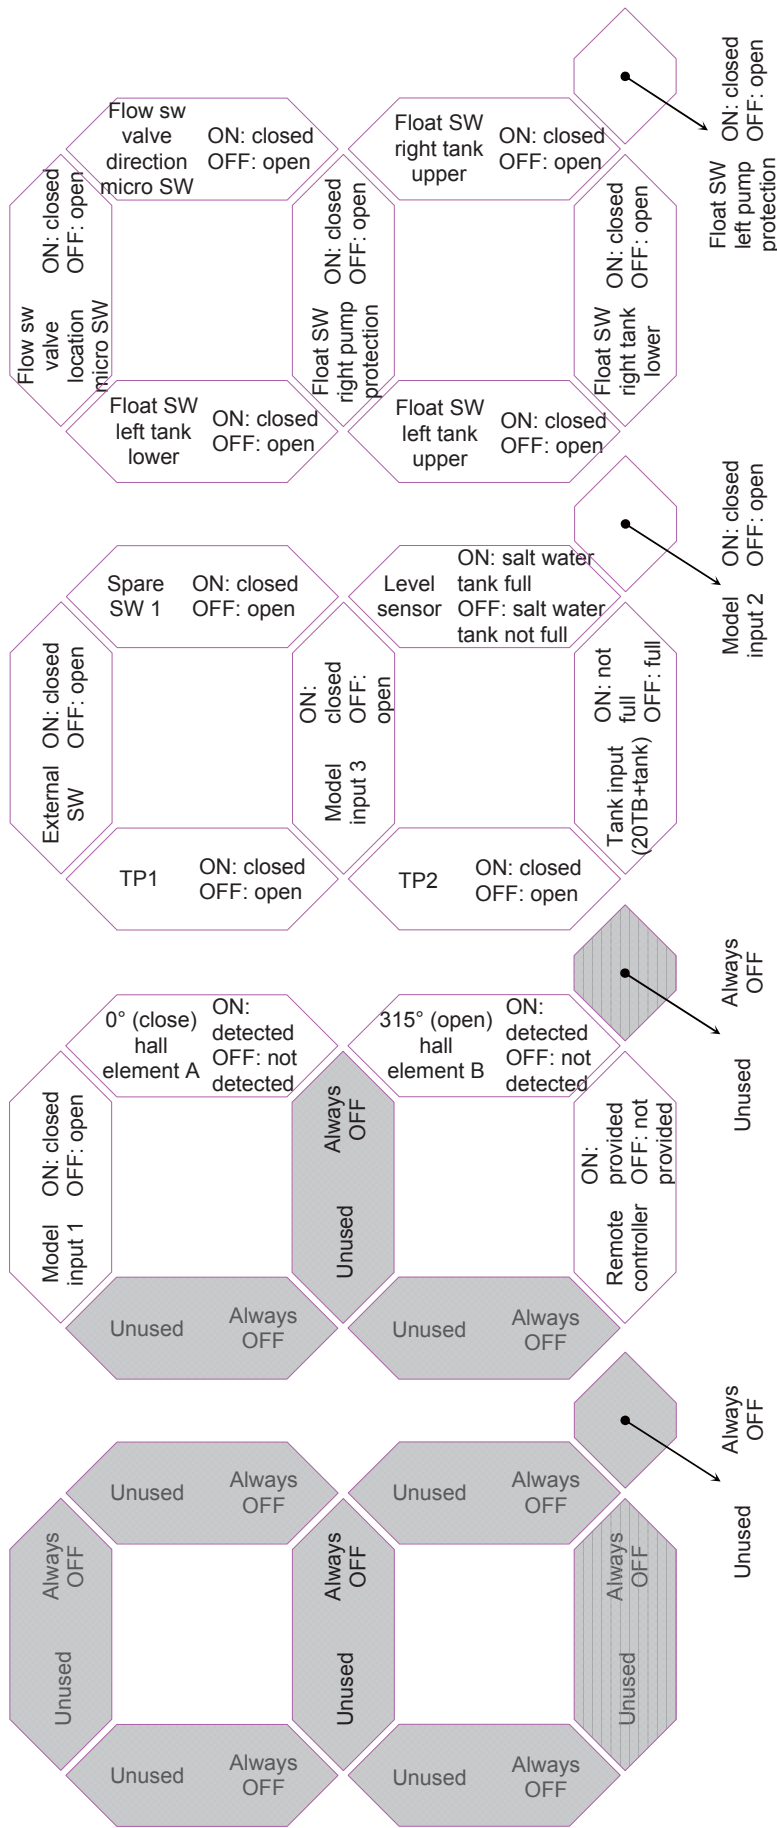 Flow sw
valve
direction
micro SW
ON: closed
OFF: open
Float SW
right tank
upper
ON: closed
OFF: open
Flow sw
valve
location
micro SW
ON: closed
OFF: open
Float SW
right pump
protection
ON: closed
OFF: open
Float SW
right tank
lower
ON: closed
OFF: open
Float SW
left pump
protection
ON: closed
OFF: open
Float SW
left tank
lower
ON: closed
OFF: open
Float SW
left tank
upper
ON: closed
OFF: open
Spare
SW 1
ON: closed
OFF: open
Level
sensor
ON: salt water
tank full
OFF: salt water
tank not full
External
SW
ON: closed
OFF: open
Model
input 3
ON:
closed
OFF:
open
Tank input
(20TB+tank)
ON: not
full
OFF: full
Model
input 2
ON: closed
OFF: open
TP1
ON: closed
OFF: open
TP2
ON: closed
OFF: open
0° (close)
hall
element A
ON:
detected
OFF: not
detected
315° (open)
hall
element B
ON:
detected
OFF: not
detected
Model
input 1
ON: closed
OFF: open
Unused
Always
OFF
Remote
controller
ON:
provided
OFF: not
provided
Unused
Always
OFF
Unused
Always
OFF
Unused
Always
OFF
Unused
Always
OFF
Unused
Always
OFF
Unused
Always
OFF
Unused
Always
OFF
Unused
Always
OFF
Unused
Always
OFF
Unused
Always
OFF
Unused
Always
OFF